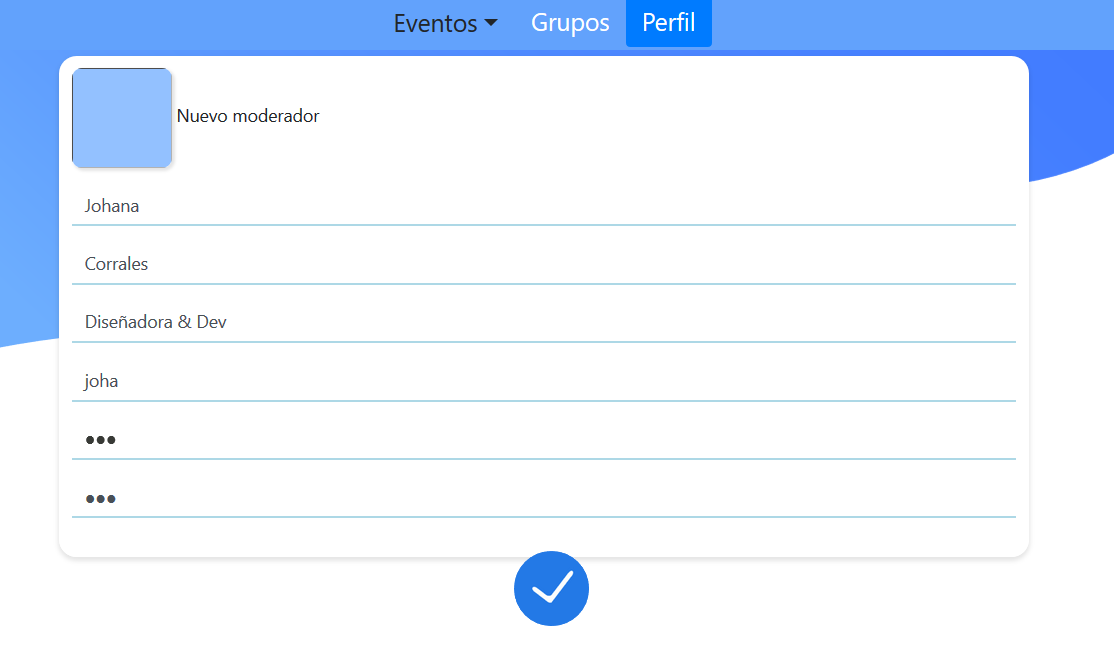 Eventos Grupos Perfil
Nuevo moderador
Johana
Corrales
Diseñadora & Dev
joha
●●●
●●●